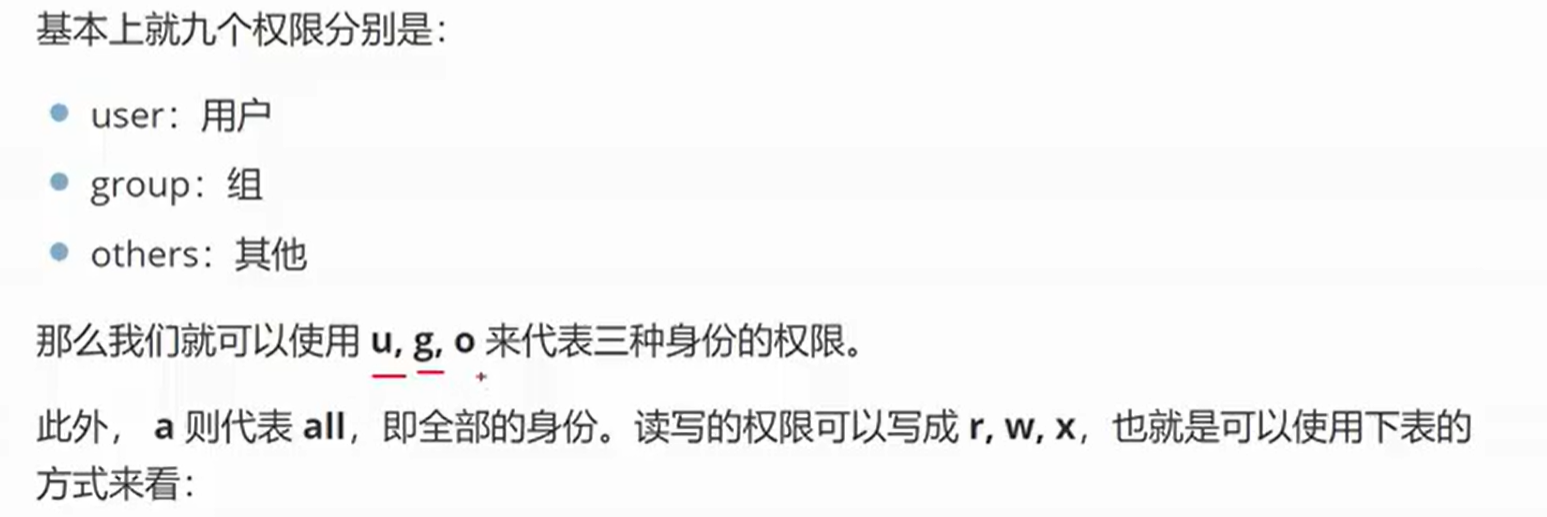 基本上就九个权限分别是：
user：用户
group：组
others：其他
那么我们就可以使用 u, g, o 来代表三种身份的权限。
此外， a 则代表 all，即全部的身份。读写的权限可以写成 r, w, x，也就是可以使用下表的
方式来看：